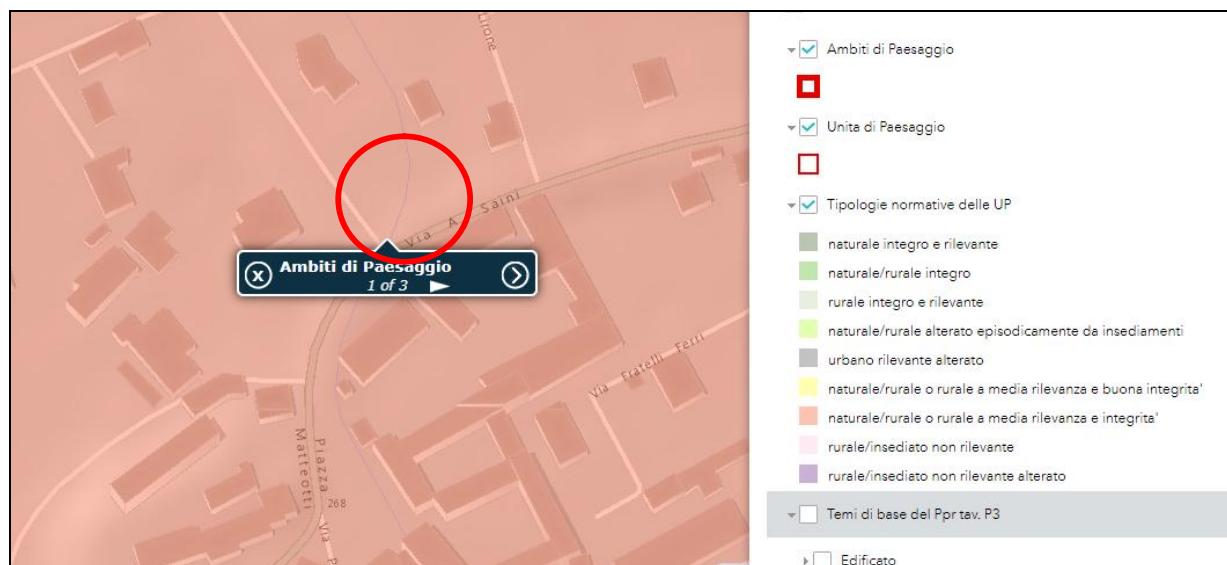 Lirone
Via A Saini
Ambiti di Paesaggio
1 of 3
Via Fratelli Ferri
Piazza
Matteotti
268
Via P
Ambiti di Paesaggio
Unita di Paesaggio
Tipologie normative delle UP
naturale integro e rilevante
naturale/rurale integro
rurale integro e rilevante
naturale/rurale alterato episodicamente da insediamenti
urbano rilevante alterato
naturale/rurale o rurale a media rilevanza e buona integrita'
naturale/rurale o rurale a media rilevanza e integrita'
rurale/insediato non rilevante
rurale/insediato non rilevante alterato
Temi di base del Ppr tav. P3
Edificato